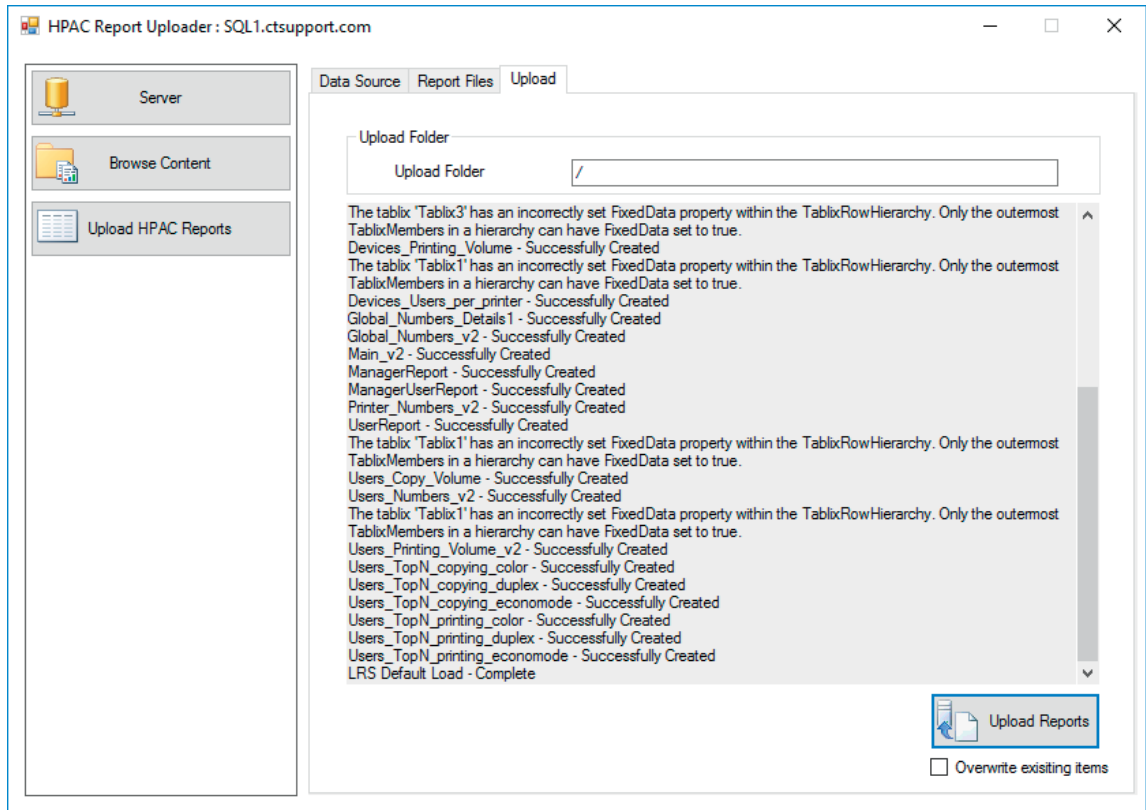 HPAC Report Uploader : SQL1.ctsupport.com
Server
Browse Content
Upload HPAC Reports
Data Source
Report Files
Upload
Upload Folder
Upload Folder
/
The tablix 'Tablix3' has an incorrectly set FixedData property within the TablixRowHierarchy. Only the outermost
TablixMembers in a hierarchy can have FixedData set to true.
Devices_Printing_Volume - Successfully Created
The tablix 'Tablix1' has an incorrectly set FixedData property within the TablixRowHierarchy. Only the outermost
TablixMembers in a hierarchy can have FixedData set to true.
Devices_Users_per_printer - Successfully Created
Global_Numbers_Details1 - Successfully Created
Global_Numbers_v2 - Successfully Created
Main_v2 - Successfully Created
ManagerReport - Successfully Created
ManagerUserReport - Successfully Created
Printer_Numbers_v2 - Successfully Created
UserReport - Successfully Created
The tablix 'Tablix1' has an incorrectly set FixedData property within the TablixRowHierarchy. Only the outermost
TablixMembers in a hierarchy can have FixedData set to true.
Users_Copy_Volume - Successfully Created
Users_Numbers_v2 - Successfully Created
The tablix 'Tablix1' has an incorrectly set FixedData property within the TablixRowHierarchy. Only the outermost
TablixMembers in a hierarchy can have FixedData set to true.
Users_Printing_Volume_v2 - Successfully Created
Users_TopN_copying_color - Successfully Created
Users_TopN_copying_duplex - Successfully Created
Users_TopN_copying_economode - Successfully Created
Users_TopN_printing_color - Successfully Created
Users_TopN_printing_duplex - Successfully Created
Users_TopN_printing_economode - Successfully Created
LRS Default Load - Complete
Upload Reports
Overwrite exisiting items